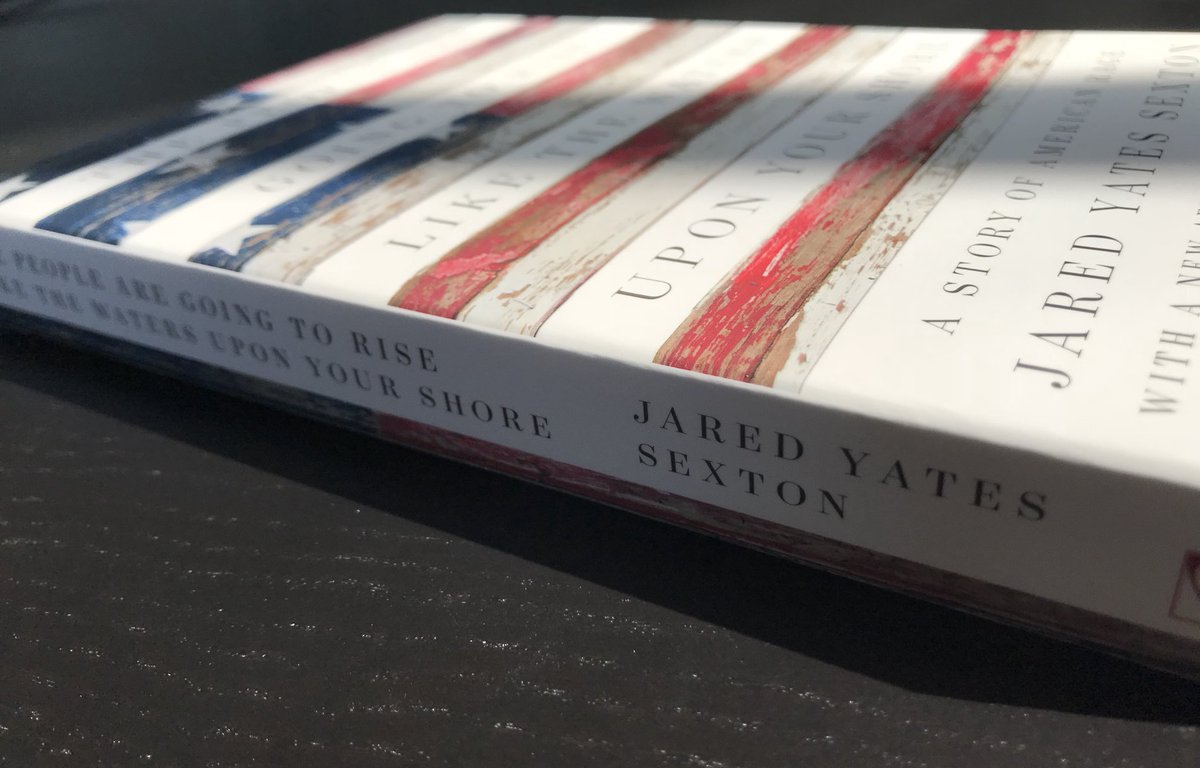 LIKE THE
UPON YOUR SHORE
A STORY OF AMERICAN RAGE
JARED YATES SEXTON
WITH A NEW
PEOPLE ARE GOING TO RISE
THE WATERS UPON YOUR SHORE
JARED YATES
SEXTON